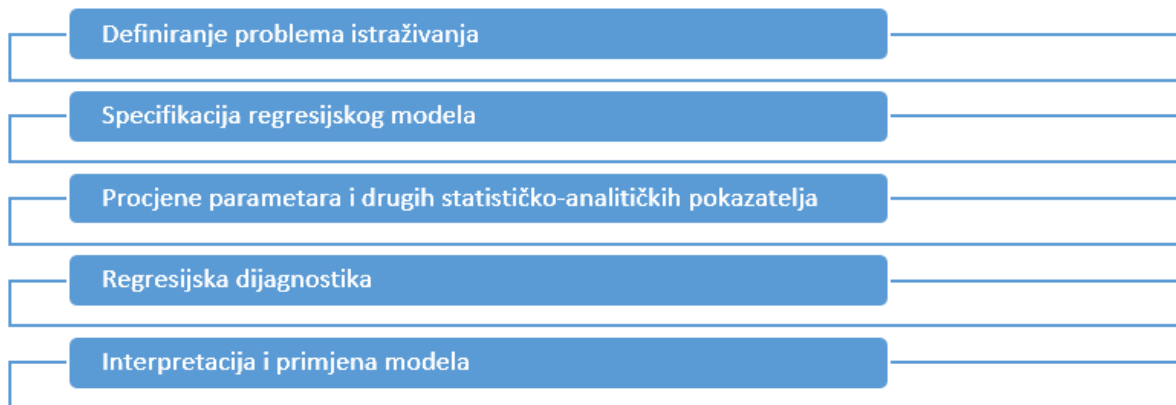 Definiranje problema istraživanja
Specifikacija regresijskog modela
Procjene parametara i drugih statističko-analitičkih pokazatelja
Regresijska dijagnostika
Interpretacija i primjena modela